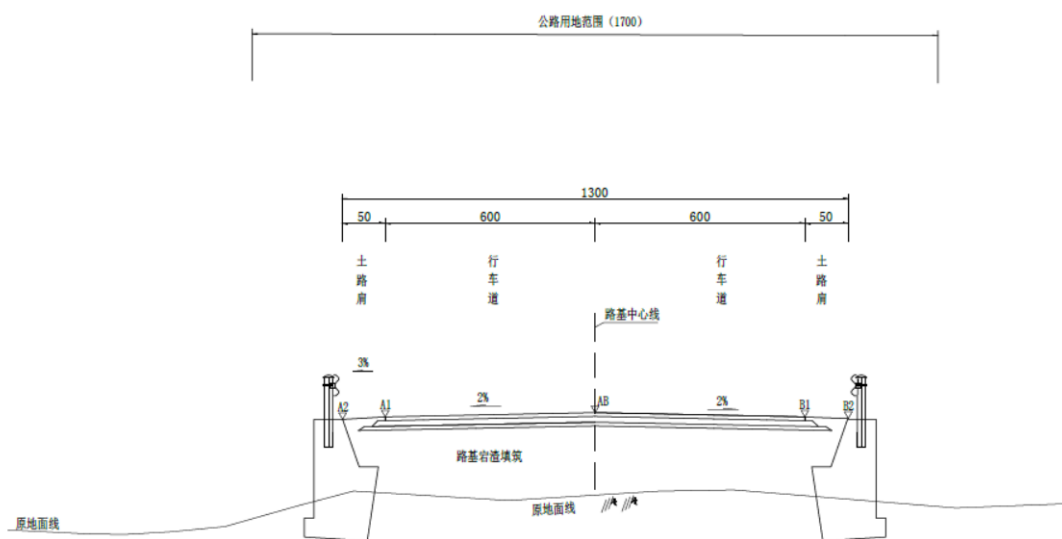 公路用地范围（1700）
1300
50 600 600 50
土路肩 行车道 行车道 土路肩
路基中心线
3%
A2 A1 2% AB 2% B1 B2
路基宕渣填筑
原地面线
原地面线